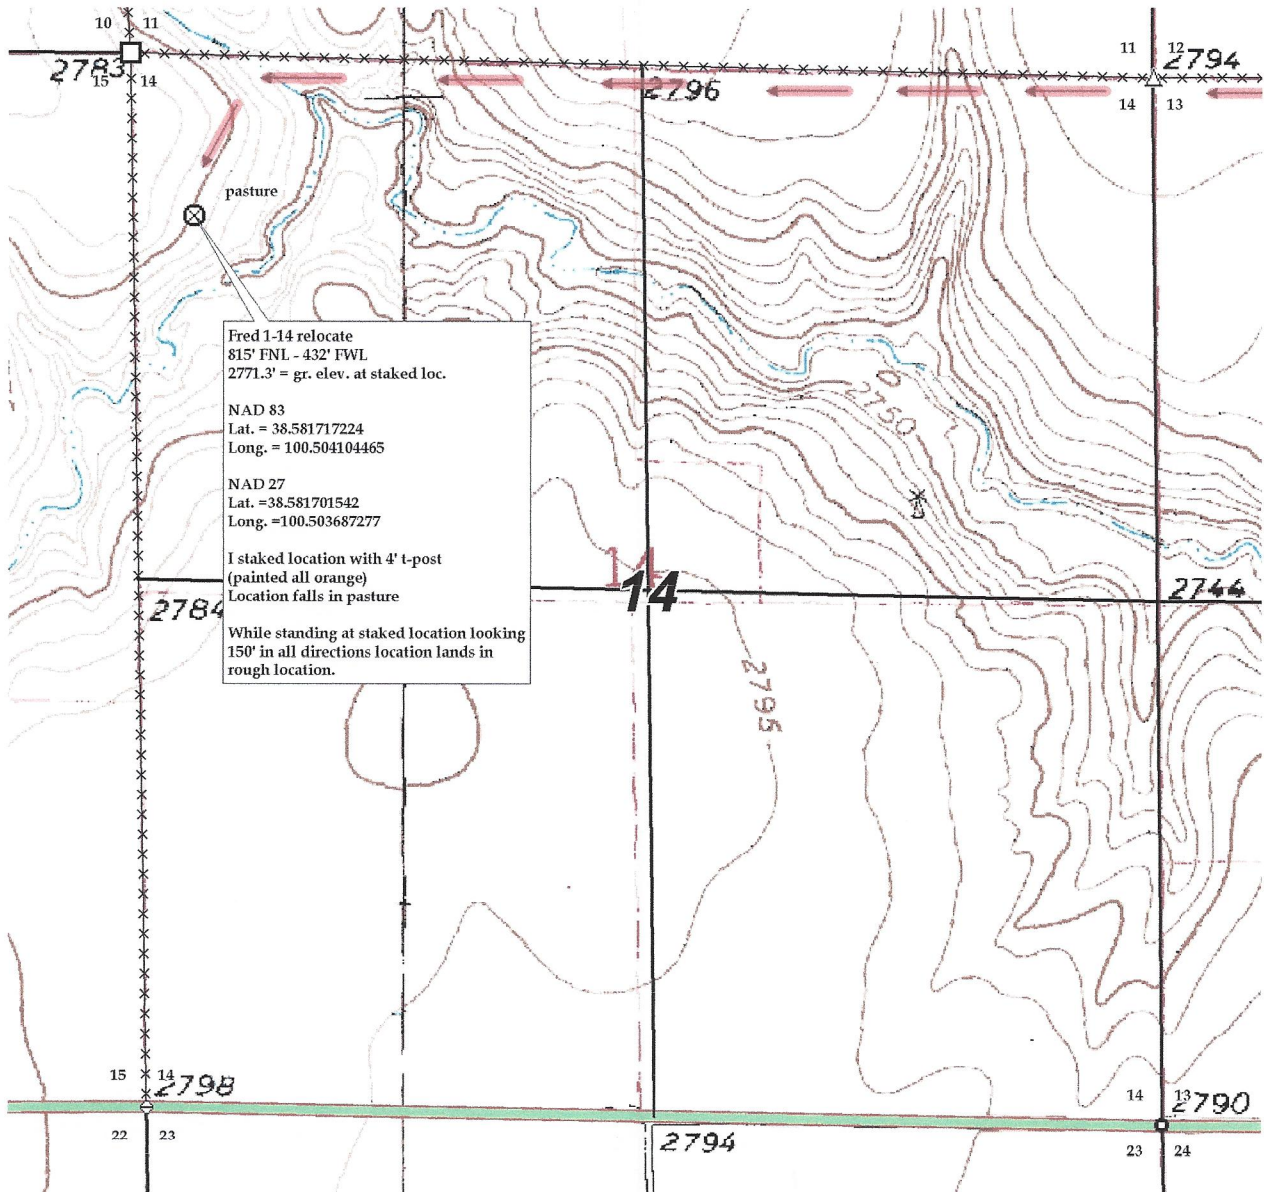 10 11
11 12
2794
2783
15 14
2796
14 13
pasture
Fred 1-14 relocate
815' FNL - 432' FWL
2771.3' = gr. elev. at staked loc.
NAD 83
Lat. = 38.581717224
Long. = 100.504104465
NAD 27
Lat. =38.581701542
Long. =100.503687277
I staked location with 4' t-post
(painted all orange)
Location falls in pasture
While standing at staked location looking
150' in all directions location lands in
rough location.
2750
14
14
2784
2744
2795
15 14
2798
14 13
2790
22 23
2794
23 24